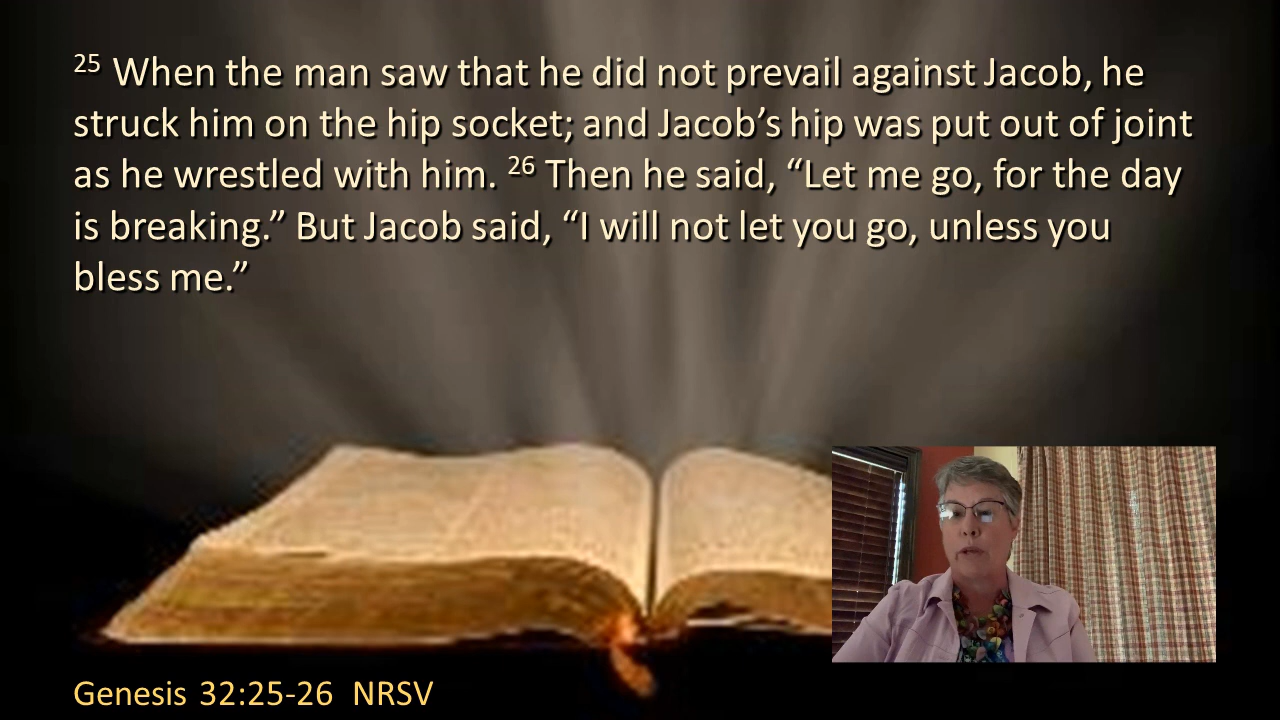 25 When the man saw that he did not prevail against Jacob, he
struck him on the hip socket; and Jacob’s hip was put out of joint
as he wrestled with him. 26 Then he said, “Let me go, for the day
is breaking.” But Jacob said, “I will not let you go, unless you
bless me.”
Genesis 32:25-26 NRSV